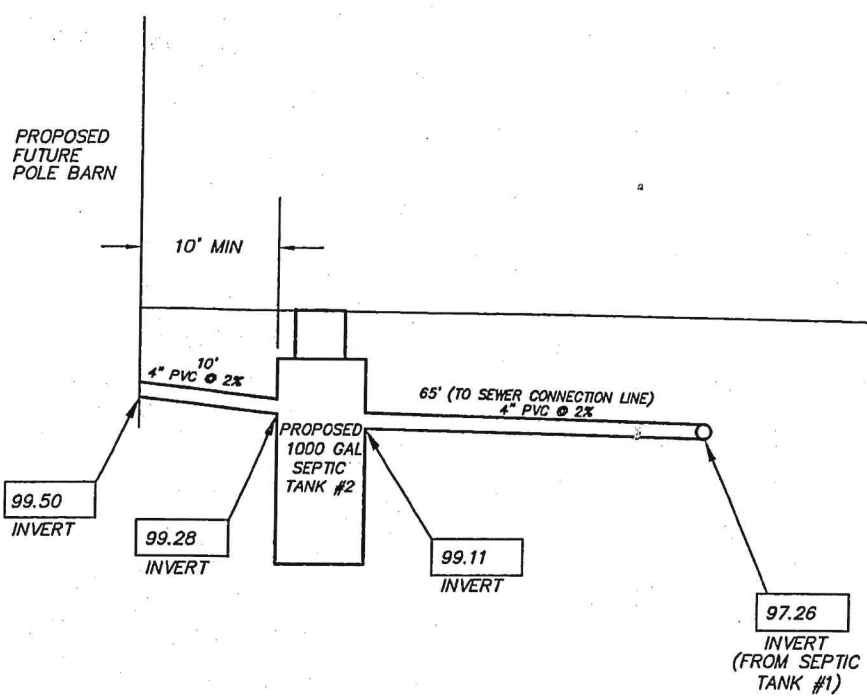 PROPOSED
FUTURE
POLE BARN
10' MIN
10'
4" PVC @ 2%
65' (TO SEWER CONNECTION LINE)
4" PVC @ 2%
PROPOSED
1000 GAL
SEPTIC
TANK #2
99.50
INVERT
99.28
INVERT
99.11
INVERT
97.26
INVERT
(FROM SEPTIC
TANK #1)